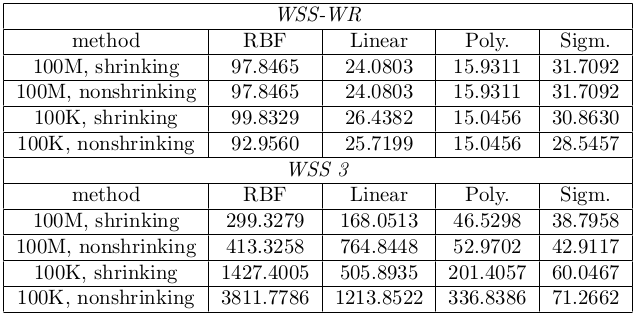 WSS-WR
method RBF Linear Poly. Sigm.
100M, shrinking 97.8465 24.0803 15.9311 31.7092
100M, nonshrinking 97.8465 24.0803 15.9311 31.7092
100K, shrinking 99.8329 26.4382 15.0456 30.8630
100K, nonshrinking 92.9560 25.7199 15.0456 28.5457
WSS 3
method RBF Linear Poly. Sigm.
100M, shrinking 299.3279 168.0513 46.5298 38.7958
100M, nonshrinking 413.3258 764.8448 52.9702 42.9117
100K, shrinking 1427.4005 505.8935 201.4057 60.0467
100K, nonshrinking 3811.7786 1213.8522 336.8386 71.2662